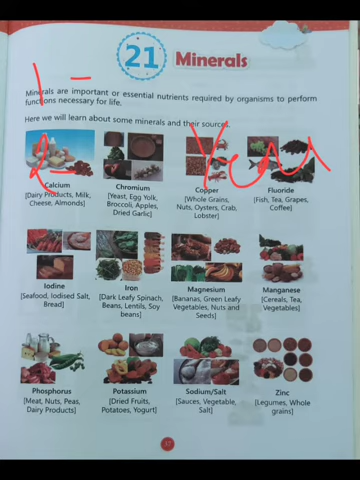 21 Minerals
Minerals are important or essential nutrients required by organisms to perform
functions necessary for life.
Here we will learn about some minerals and their sources.
Calcium
[Dairy Products, Milk,
Cheese, Almonds]
Chromium
[Yeast, Egg Yolk,
Broccoli, Apples,
Dried Garlic]
Copper
[Whole Grains,
Nuts, Oysters, Crab,
Lobster]
Fluoride
[Fish, Tea, Grapes,
Coffee]
Iodine
[Seafood, Iodised Salt,
Bread]
Iron
[Dark Leafy Spinach,
Beans, Lentils, Soy
beans]
Magnesium
[Bananas, Green Leafy
Vegetables, Nuts and
Seeds]
Manganese
[Cereals, Tea,
Vegetables]
Phosphorus
[Meat, Nuts, Peas,
Dairy Products]
Potassium
[Dried Fruits,
Potatoes, Yogurt]
Sodium/Salt
[Sauces, Vegetable,
Salt]
Zinc
[Legumes, Whole
grains]